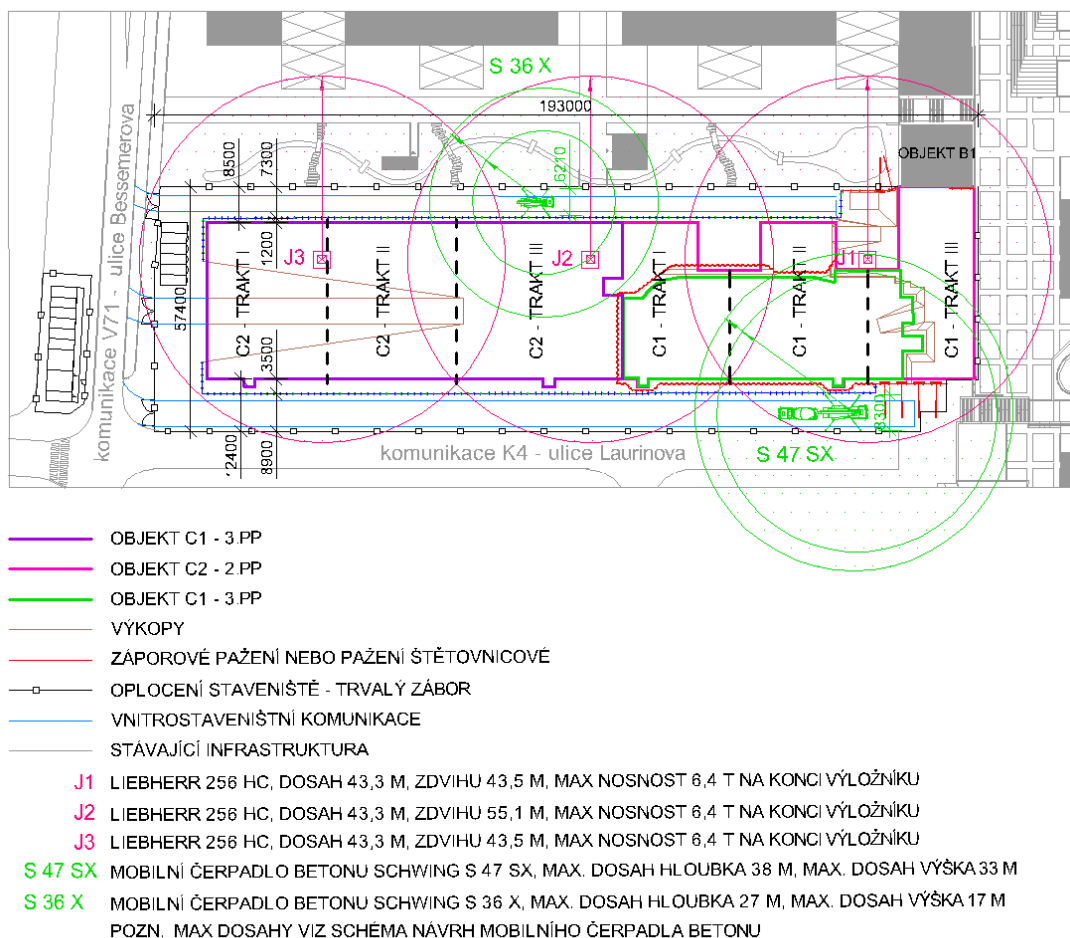 S 36 X
193000
OBJEKT B1
8500
7300
6210
1200
57400
3500
12400
8900
8300
J3
J2
J1
C2 - TRAKT I
C2 - TRAKT II
C2 - TRAKT III
C1 - TRAKT I
C1 - TRAKT II
C1 - TRAKT III
komunikace V71 - ulice Bessemerova
komunikace K4 - ulice Laurinova
S 47 SX
OBJEKT C1 - 3.PP
OBJEKT C2 - 2.PP
OBJEKT C1 - 3.PP
VÝKOPY
ZÁPOROVÉ PAŽENÍ NEBO PAŽENÍ ŠTĚTOVNICOVÉ
OPLOCENÍ STAVENIŠTĚ - TRVALÝ ZÁBOR
VNITROSTAVENIŠTNÍ KOMUNIKACE
STÁVAJÍCÍ INFRASTRUKTURA
J1 LIEBHERR 256 HC, DOSAH 43,3 M, ZDVIHU 43,5 M, MAX NOSNOST 6,4 T NA KONCI VÝLOŽNÍKU
J2 LIEBHERR 256 HC, DOSAH 43,3 M, ZDVIHU 55,1 M, MAX NOSNOST 6,4 T NA KONCI VÝLOŽNÍKU
J3 LIEBHERR 256 HC, DOSAH 43,3 M, ZDVIHU 43,5 M, MAX NOSNOST 6,4 T NA KONCI VÝLOŽNÍKU
S 47 SX MOBILNÍ ČERPADLO BETONU SCHWING S 47 SX, MAX. DOSAH HLOUBKA 38 M, MAX. DOSAH VÝŠKA 33 M
S 36 X MOBILNÍ ČERPADLO BETONU SCHWING S 36 X, MAX. DOSAH HLOUBKA 27 M, MAX. DOSAH VÝŠKA 17 M
POZN. MAX DOSAHY VIZ SCHÉMA NÁVRH MOBILNÍHO ČERPADLA BETONU